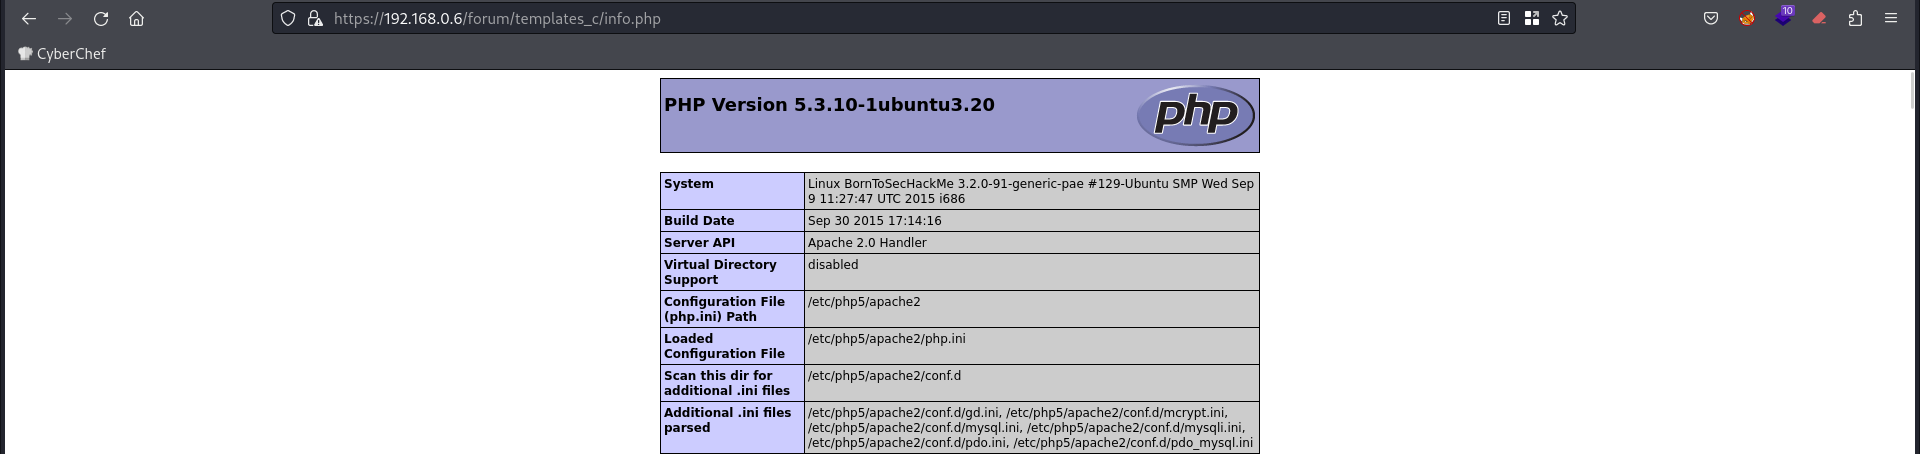 https://192.168.0.6/forum/templates_c/info.php
10
CyberChef
PHP Version 5.3.10-1ubuntu3.20
php
System
Linux BornToSecHackMe 3.2.0-91-generic-pae #129-Ubuntu SMP Wed Sep
9 11:27:47 UTC 2015 i686
Build Date
Sep 30 2015 17:14:16
Server API
Apache 2.0 Handler
Virtual Directory
Support
disabled
Configuration File
(php.ini) Path
/etc/php5/apache2
Loaded
Configuration File
/etc/php5/apache2/php.ini
Scan this dir for
additional .ini files
/etc/php5/apache2/conf.d
Additional .ini files
parsed
/etc/php5/apache2/conf.d/gd.ini, /etc/php5/apache2/conf.d/mcrypt.ini,
/etc/php5/apache2/conf.d/mysql.ini, /etc/php5/apache2/conf.d/mysqli.ini,
/etc/php5/apache2/conf.d/pdo.ini, /etc/php5/apache2/conf.d/pdo_mysql.ini